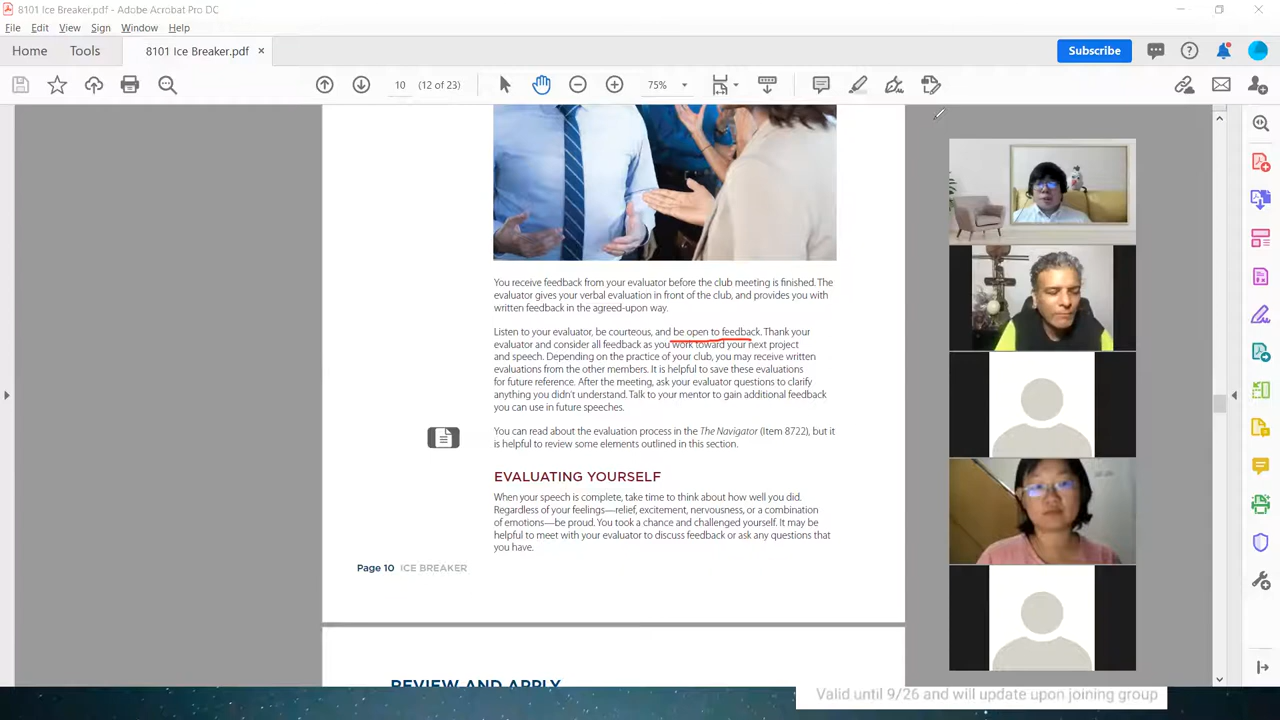 8101 Ice Breaker.pdf - Adobe Acrobat Pro DC
File Edit View Sign Window Help
Home Tools 8101 Ice Breaker.pdf × Subscribe
10 (12 of 23) 75%
You receive feedback from your evaluator before the club meeting is finished. The
evaluator gives your verbal evaluation in front of the club, and provides you with
written feedback in the agreed-upon way.
Listen to your evaluator, be courteous, and be open to feedback. Thank your
evaluator and consider all feedback as you work toward your next project
and speech. Depending on the practice of your club, you may receive written
evaluations from the other members. It is helpful to save these evaluations
for future reference. After the meeting, ask your evaluator questions to clarify
anything you didn't understand. Talk to your mentor to gain additional feedback
you can use in future speeches.
You can read about the evaluation process in the The Navigator (Item 8722), but it
is helpful to review some elements outlined in this section.
EVALUATING YOURSELF
When your speech is complete, take time to think about how well you did.
Regardless of your feelings—relief, excitement, nervousness, or a combination
of emotions—be proud. You took a chance and challenged yourself. It may be
helpful to meet with your evaluator to discuss feedback or ask any questions that
you have.
Page 10 ICE BREAKER
REVIEW AND APPLY
Valid until 9/26 and will update upon joining group